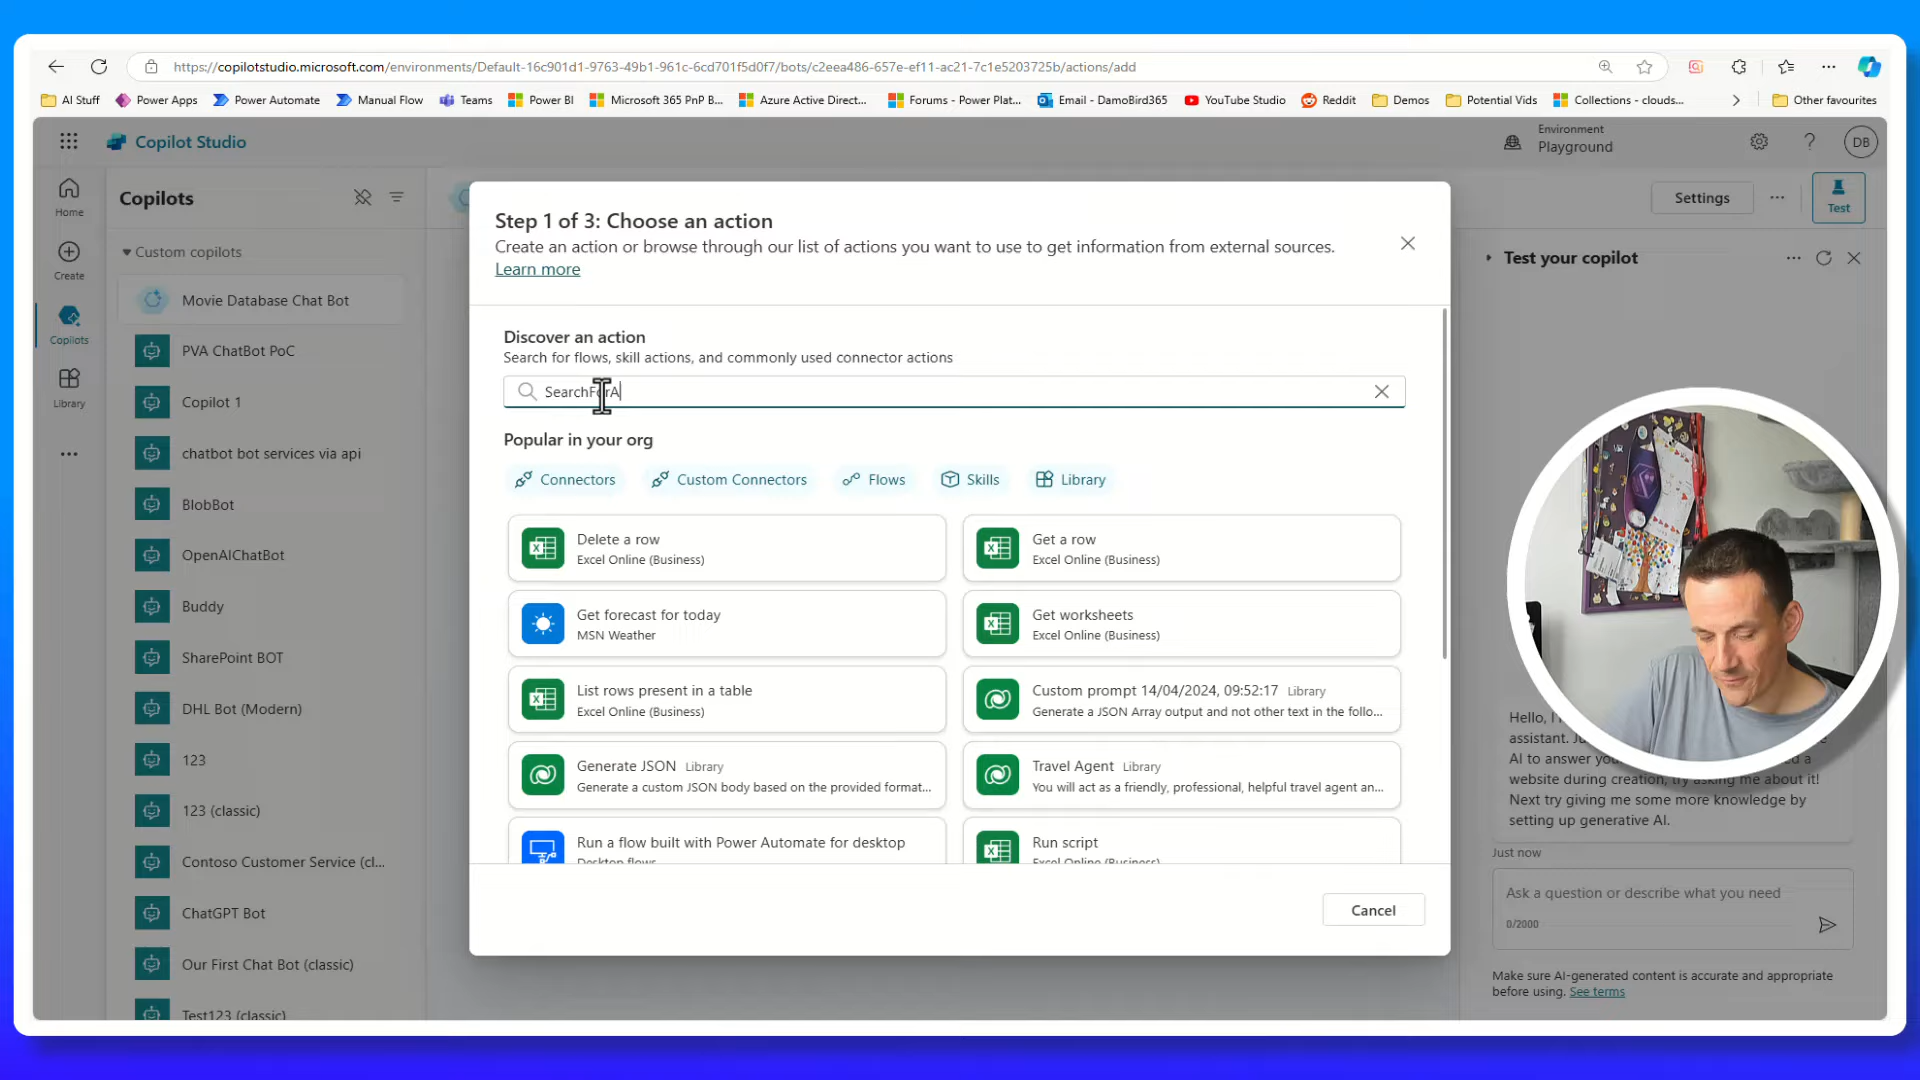 https://copilotstudio.microsoft.com/environments/Default-16c901d1-9763-49b1-961c-6cd701f5d0f7/bots/c2eea486-657e-ef11-ac21-7c1e5203725b/actions/add
AI Stuff
Power Apps
Power Automate
Manual Flow
Teams
Power BI
Microsoft 365 PnP B...
Azure Active Direct...
Forums - Power Plat...
Email - DamoBird365
YouTube Studio
Reddit
Demos
Potential Vids
Collections - clouds...
Other favourites
Copilot Studio
Environment
Playground
DB
Home
Create
Copilots
Library
Copilots
Custom copilots
Movie Database Chat Bot
PVA ChatBot PoC
Copilot 1
chatbot bot services via api
BlobBot
OpenAIChatBot
Buddy
SharePoint BOT
DHL Bot (Modern)
123
123 (classic)
Contoso Customer Service (cl...
ChatGPT Bot
Our First Chat Bot (classic)
Test123 (classic)
Step 1 of 3: Choose an action
Create an action or browse through our list of actions you want to use to get information from external sources.
Learn more
Discover an action
Search for flows, skill actions, and commonly used connector actions
SearchForA
Popular in your org
Connectors
Custom Connectors
Flows
Skills
Library
Delete a row
Excel Online (Business)
Get a row
Excel Online (Business)
Get forecast for today
MSN Weather
Get worksheets
Excel Online (Business)
List rows present in a table
Excel Online (Business)
Custom prompt 14/04/2024, 09:52:17 Library
Generate a JSON Array output and not other text in the follo...
Generate JSON Library
Generate a custom JSON body based on the provided format...
Travel Agent Library
You will act as a friendly, professional, helpful travel agent an...
Run a flow built with Power Automate for desktop
Desktop flows
Run script
Excel Online (Business)
Cancel
Settings
Test
Test your copilot
Hello, I
assistant.
AI to answer
website during creation, try asking me about it!
Next try giving me some more knowledge by
setting up generative AI.
Just now
Ask a question or describe what you need
0/2000
Make sure AI-generated content is accurate and appropriate
before using. See terms